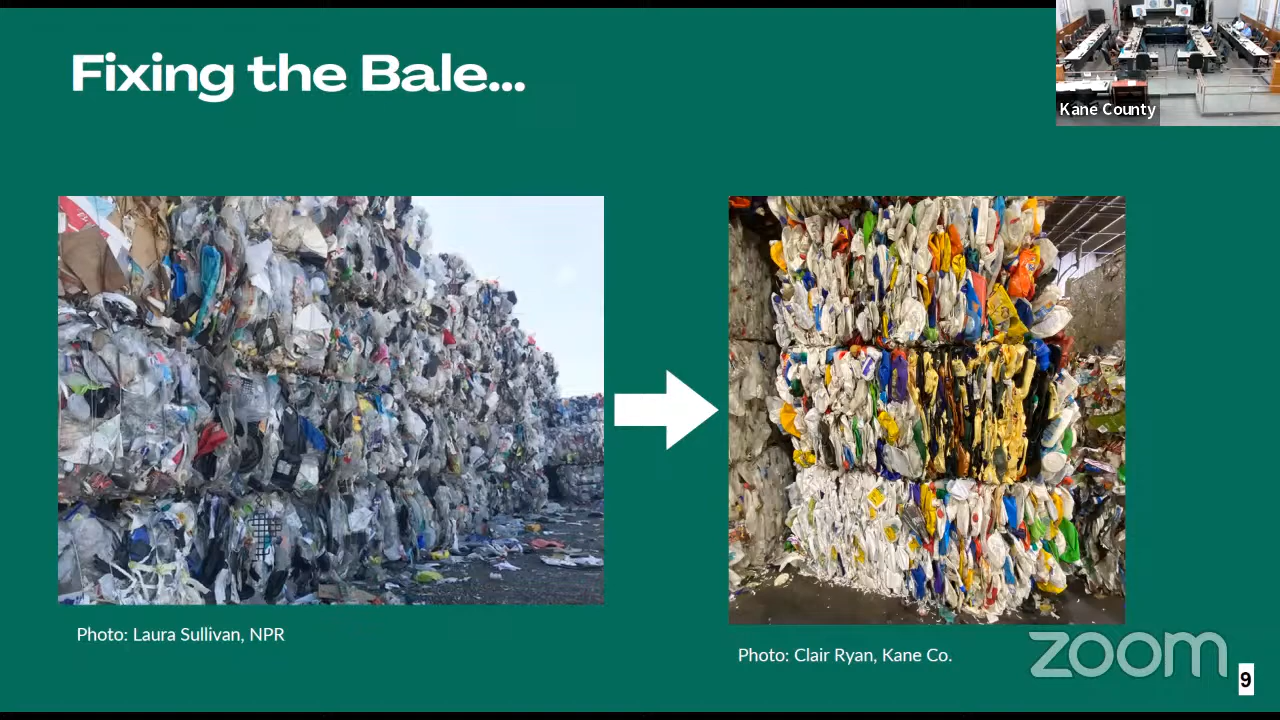 Fixing the Bale...
Kane County
Photo: Laura Sullivan, NPR
Photo: Clair Ryan, Kane Co.
zoom
9